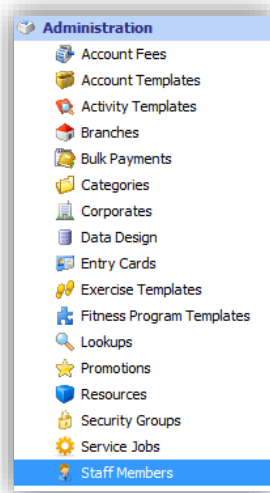 Administration
Account Fees
Account Templates
Activity Templates
Branches
Bulk Payments
Categories
Corporates
Data Design
Entry Cards
Exercise Templates
Fitness Program Templates
Lookups
Promotions
Resources
Security Groups
Service Jobs
Staff Members